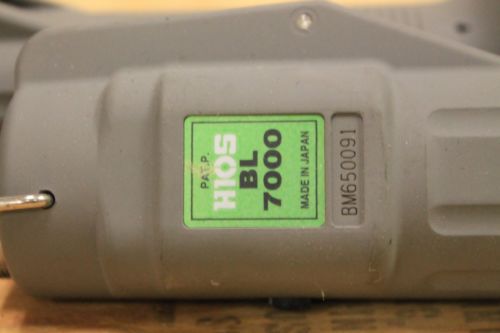 PAT.P.
HIOS
BL
7000
MADE IN JAPAN
BM650091